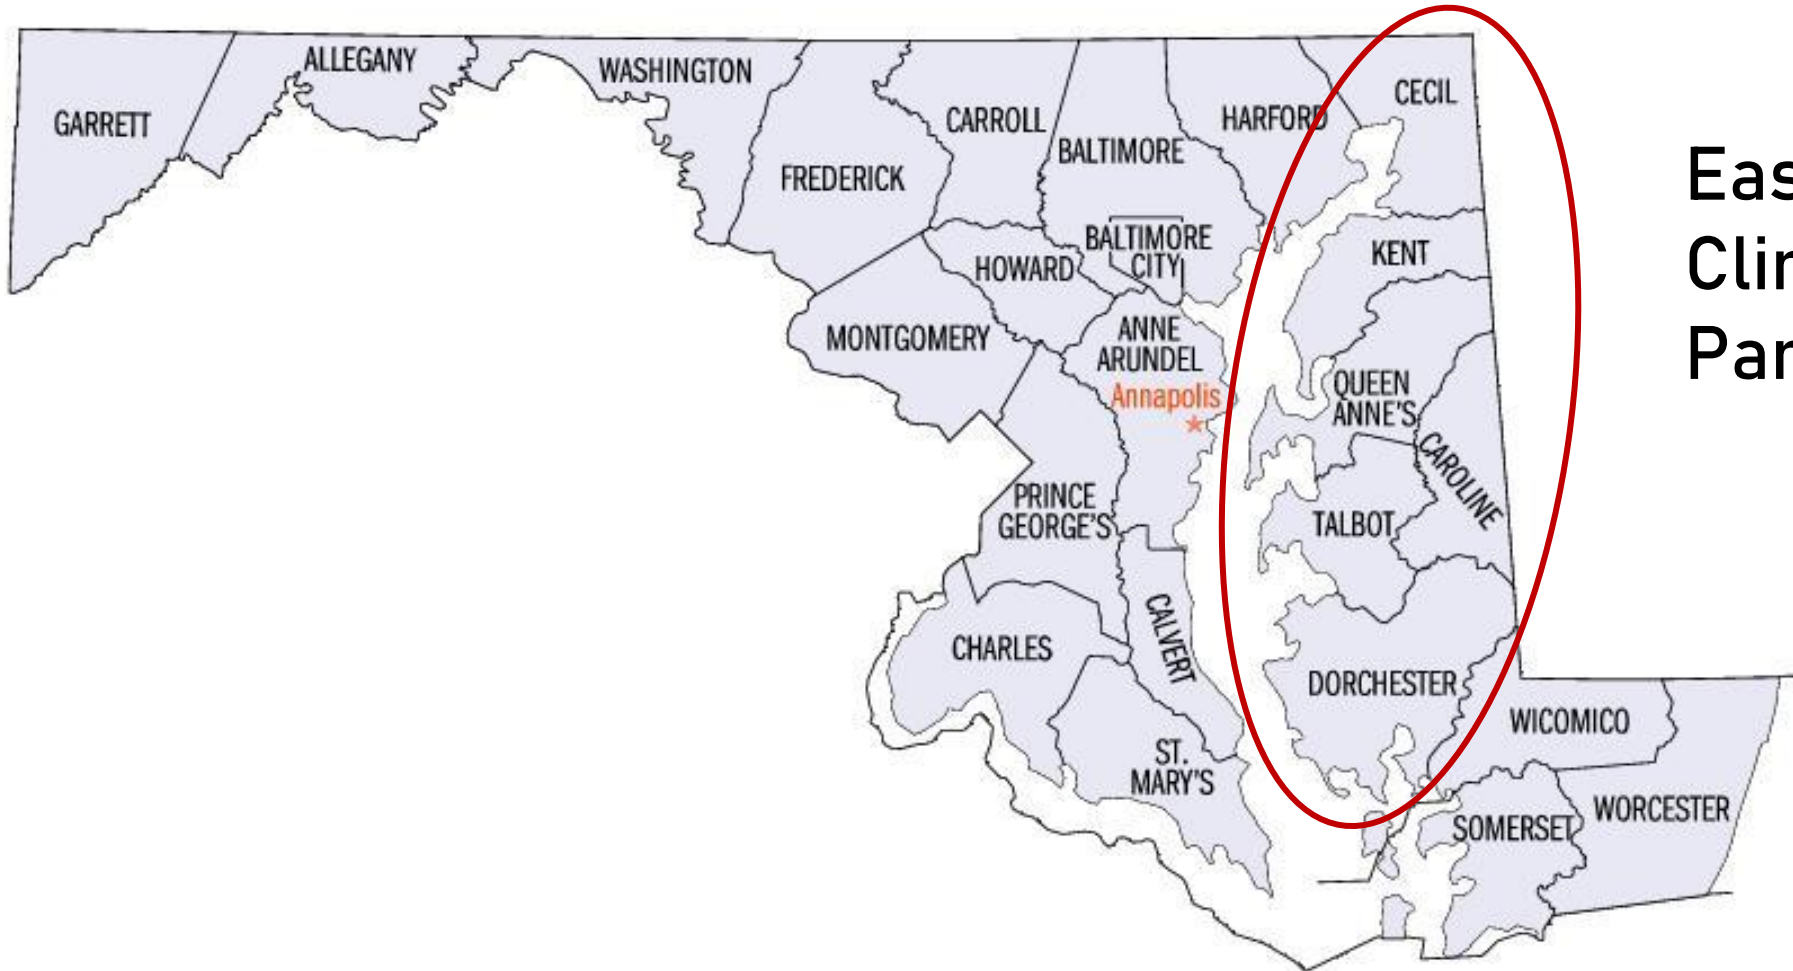 ALLEGANY
WASHINGTON
GARRETT
CECIL
HARFORD
CARROLL
BALTIMORE
FREDERICK
BALTIMORE
CITY
HOWARD
KENT
MONTGOMERY
ANNE
ARUNDEL
Annapolis
QUEEN
ANNE'S
CAROLINE
PRINCE
GEORGE'S
TALBOT
CHARLES
CALVERT
DORCHESTER
WICOMICO
ST.
MARY'S
WORCESTER
SOMERSET